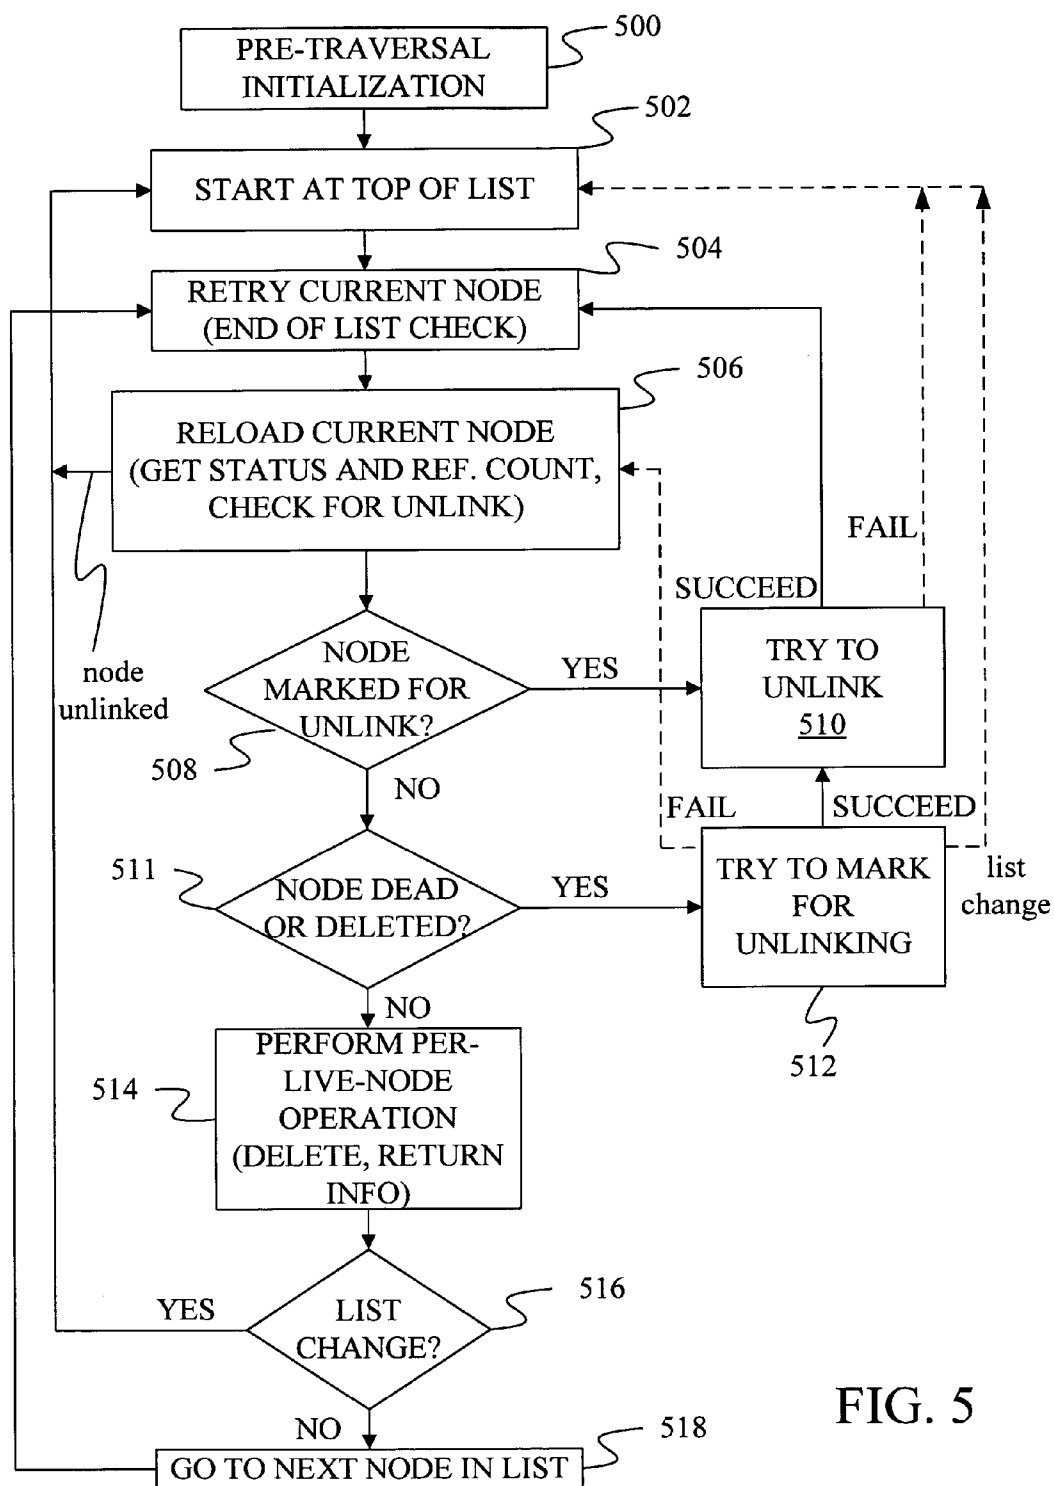 500
PRE-TRAVERSAL
INITIALIZATION
502
START AT TOP OF LIST
504
RETRY CURRENT NODE
(END OF LIST CHECK)
506
RELOAD CURRENT NODE
(GET STATUS AND REF. COUNT,
CHECK FOR UNLINK)
FAIL
SUCCEED
node
unlinked
NODE
MARKED FOR
UNLINK?
YES
TRY TO
UNLINK
510
508
NO
FAIL
SUCCEED
511
NODE DEAD
OR DELETED?
YES
TRY TO MARK
FOR
UNLINKING
list
change
NO
512
514
PERFORM PER-
LIVE-NODE
OPERATION
(DELETE, RETURN
INFO)
516
YES
LIST
CHANGE?
NO
518
GO TO NEXT NODE IN LIST
FIG. 5